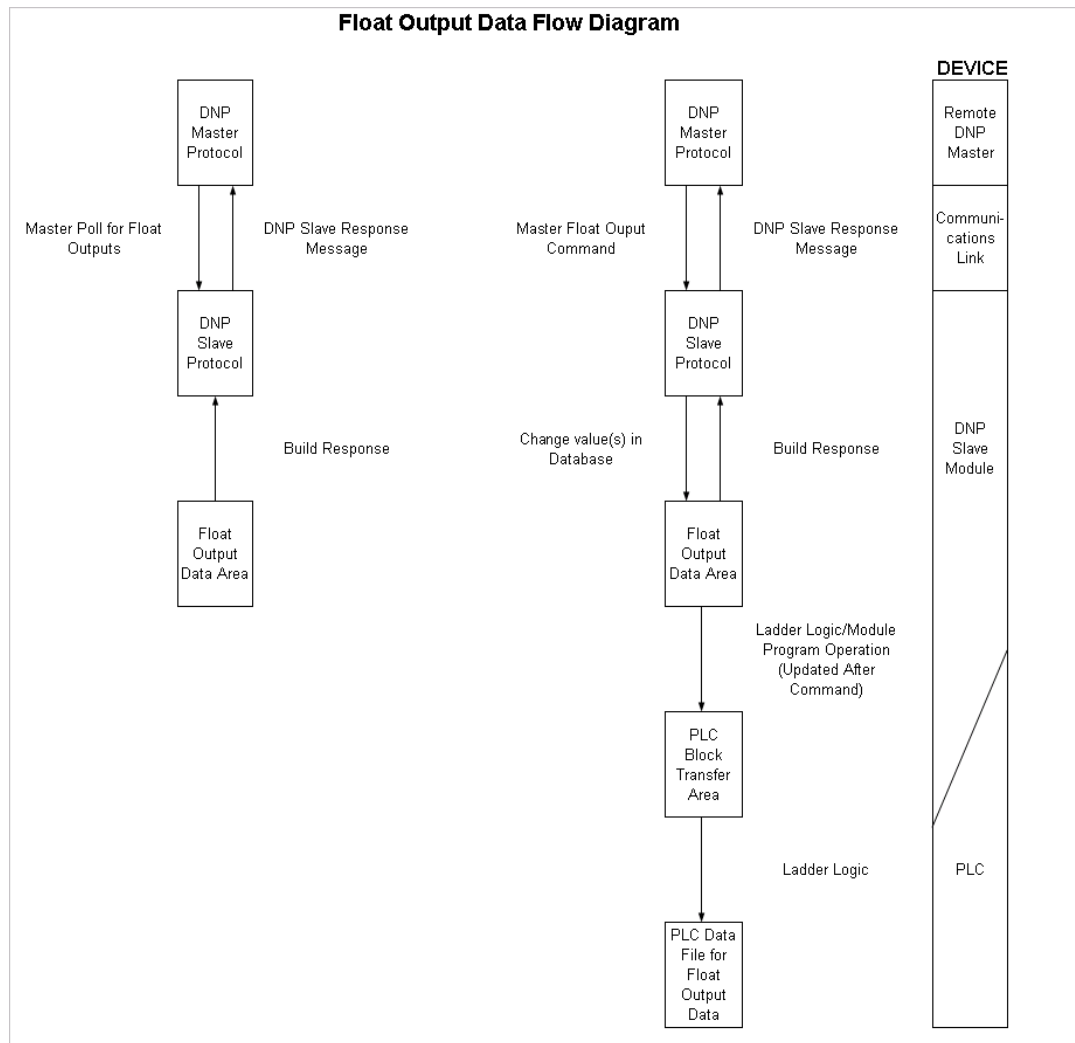 Float Output Data Flow Diagram
DEVICE
DNP
Master
Protocol
DNP
Master
Protocol
Remote
DNP
Master
Master Poll for Float
Outputs
DNP Slave Response
Message
Master Float Ouput
Command
DNP Slave Response
Message
Communi-
cations
Link
DNP
Slave
Protocol
DNP
Slave
Protocol
Build Response
Change value(s) in
Database
Build Response
DNP
Slave
Module
Float
Output
Data Area
Float
Output
Data Area
Ladder Logic/Module
Program Operation
(Updated After
Command)
PLC
Block
Transfer
Area
Ladder Logic
PLC
PLC Data
File for
Float
Output
Data